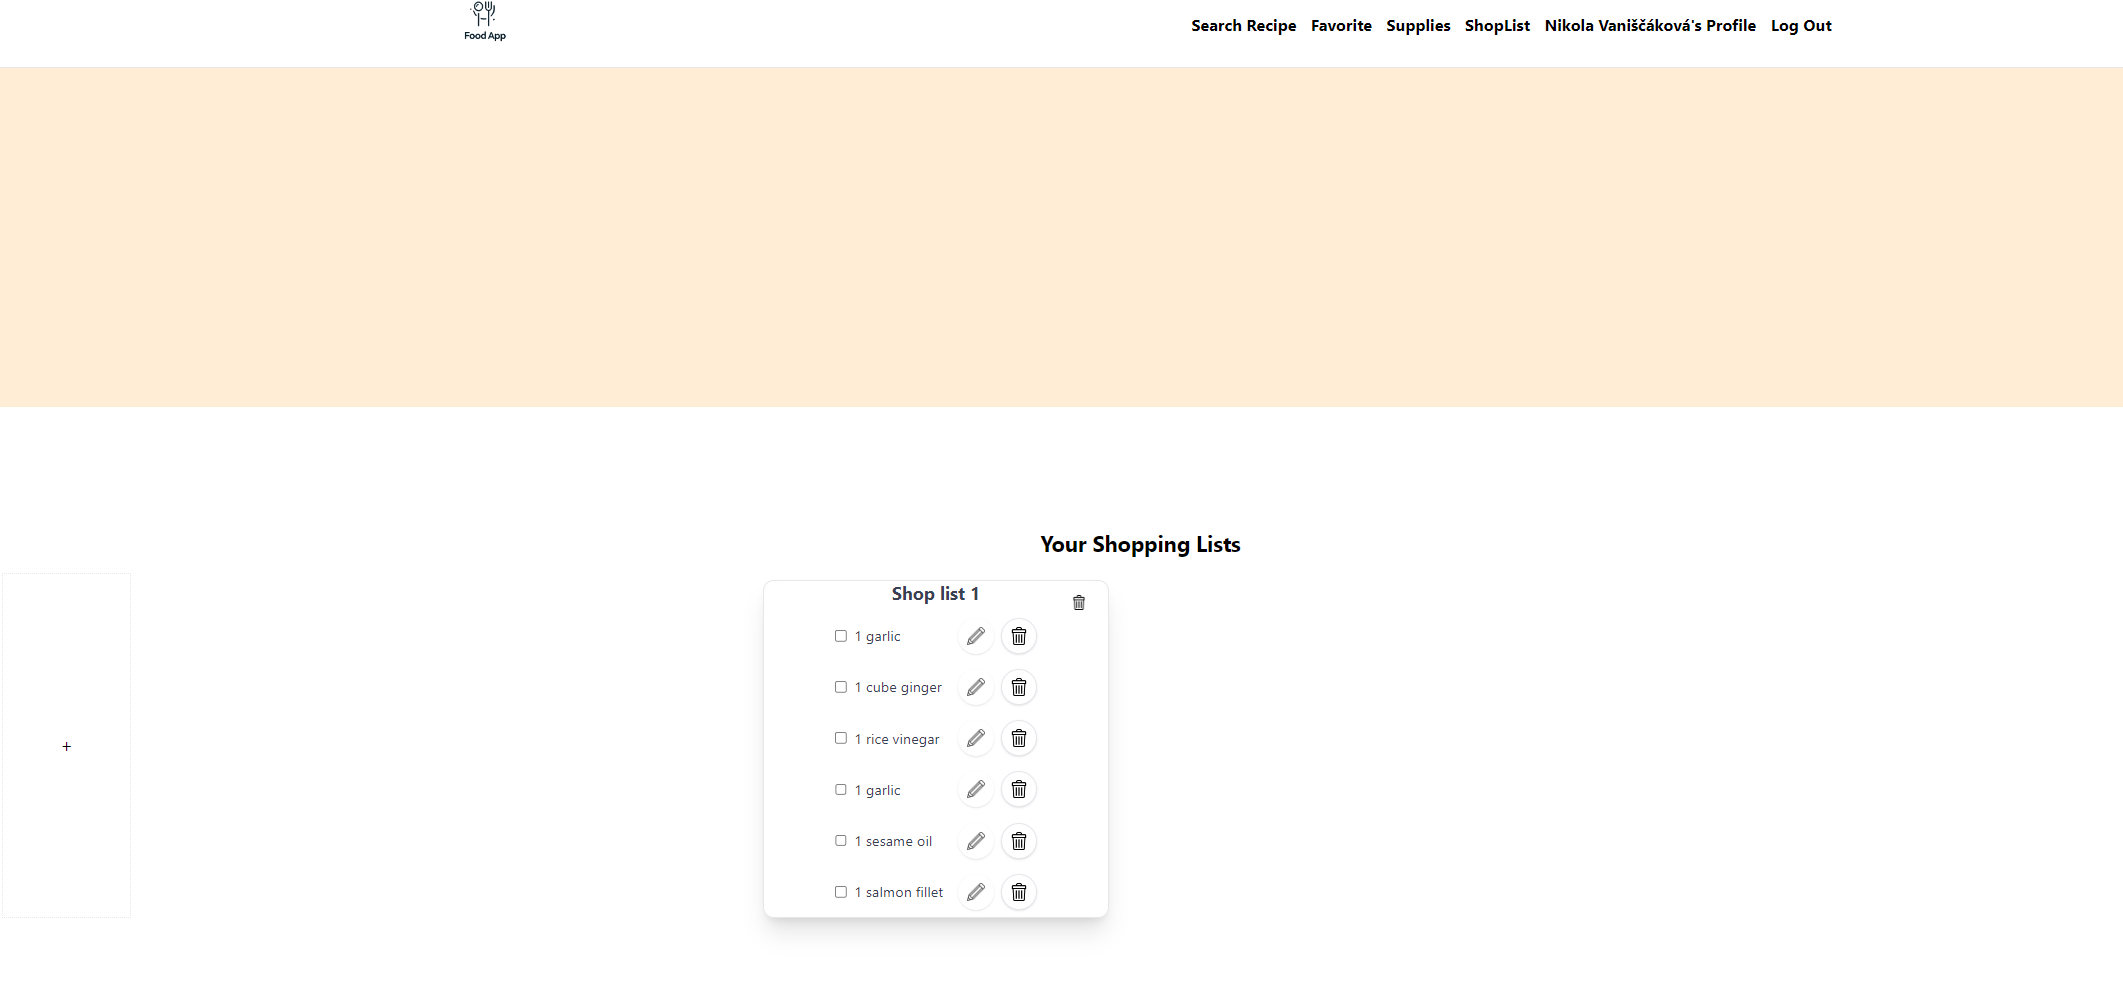 Food App
Search Recipe Favorite Supplies ShopList Nikola Vaniščáková's Profile Log Out
Your Shopping Lists
+
Shop list 1
1 garlic
1 cube ginger
1 rice vinegar
1 garlic
1 sesame oil
1 salmon fillet